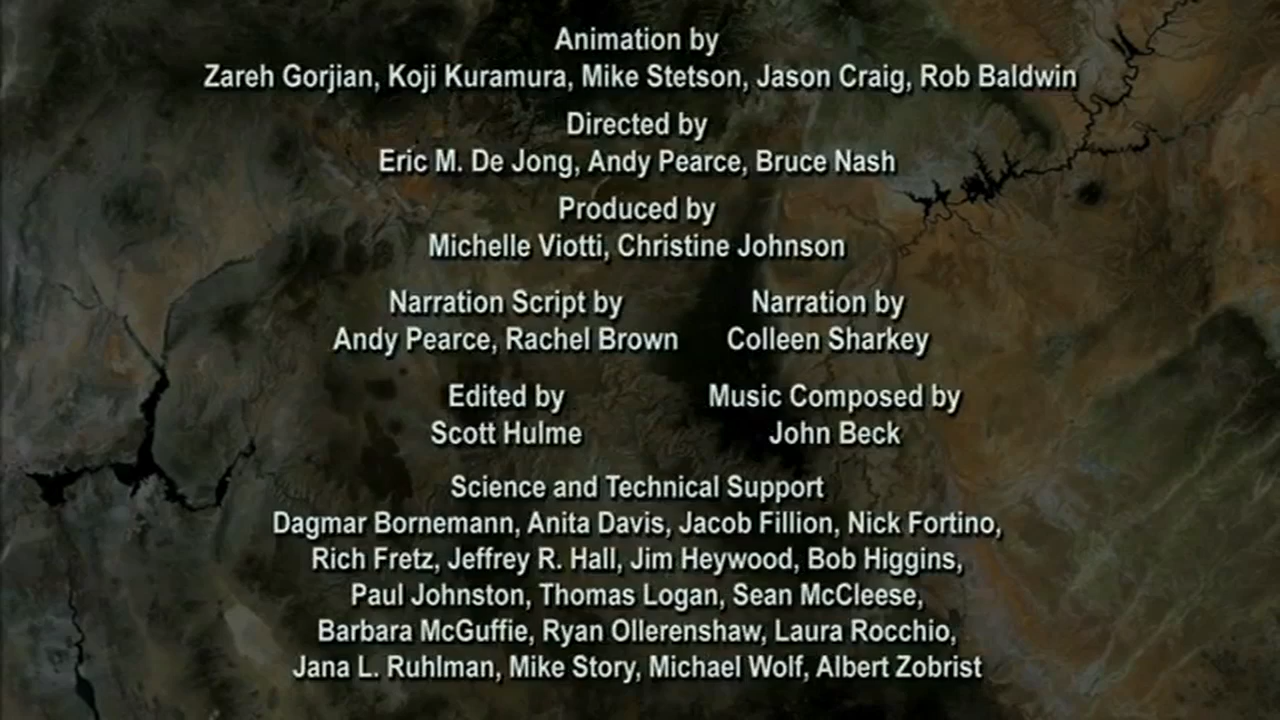 Animation by
Zareh Gorjian, Koji Kuramura, Mike Stetson, Jason Craig, Rob Baldwin
Directed by
Eric M. De Jong, Andy Pearce, Bruce Nash
Produced by
Michelle Viotti, Christine Johnson
Narration Script by
Andy Pearce, Rachel Brown
Narration by
Colleen Sharkey
Edited by
Scott Hulme
Music Composed by
John Beck
Science and Technical Support
Dagmar Bornemann, Anita Davis, Jacob Fillion, Nick Fortino,
Rich Fretz, Jeffrey R. Hall, Jim Heywood, Bob Higgins,
Paul Johnston, Thomas Logan, Sean McCleese,
Barbara McGuffie, Ryan Ollerenshaw, Laura Rocchio,
Jana L. Ruhlman, Mike Story, Michael Wolf, Albert Zobrist